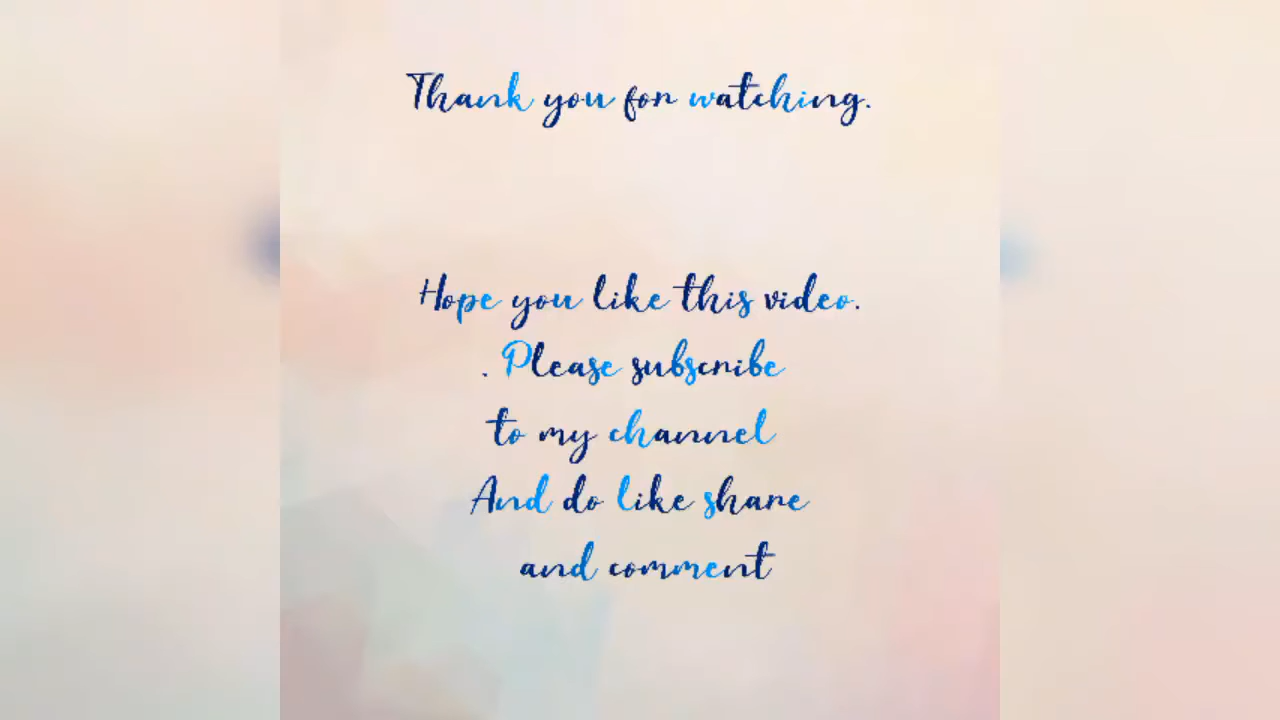 Thank you for watching.
Hope you like this video.
. Please subscribe
to my channel
And do like share
and comment